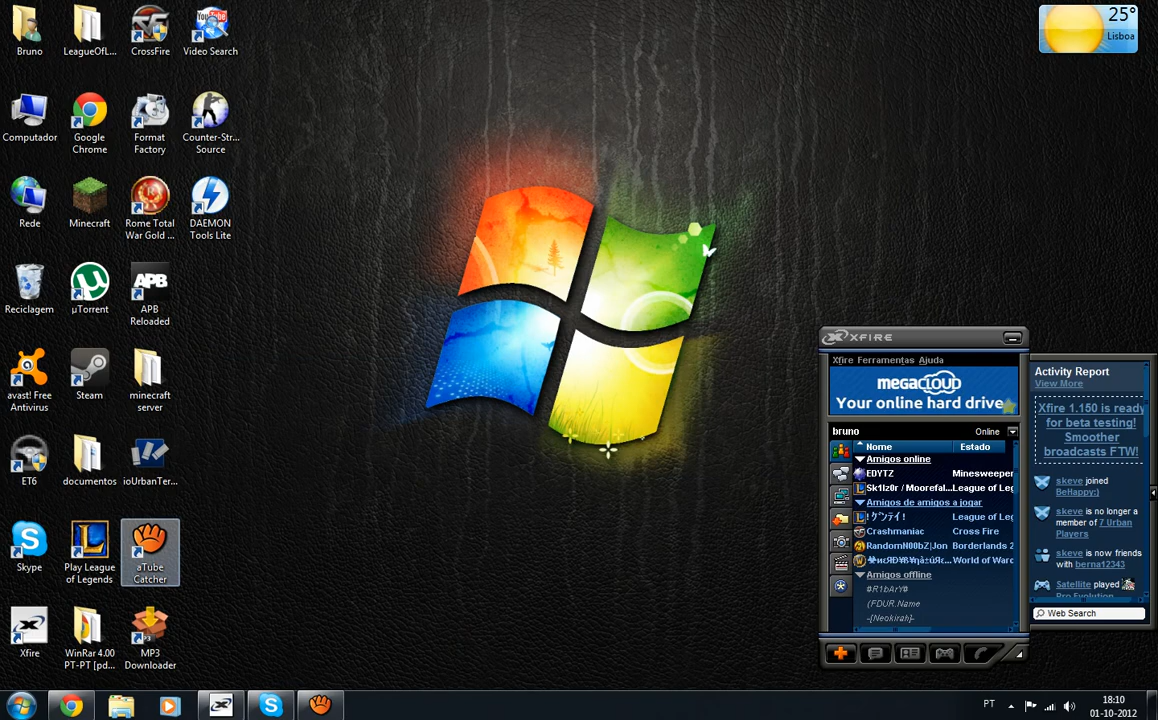 Bruno
LeagueOfL...
CrossFire
Video Search
YouTube
25°
Lisboa
Computador
Google
Chrome
Format
Factory
Counter-Str...
Source
Rede
Minecraft
Rome Total
War Gold ...
DAEMON
Tools Lite
Reciclagem
µTorrent
APB
APB
Reloaded
avast! Free
Antivirus
Steam
minecraft
server
ET6
documentos
ioUrbanTer...
Skype
Play League
of Legends
aTube
Catcher
Xfire
WinRar 4.00
PT-PT [pd...
MP3
Downloader
XFIRE
Xfire Ferramentas Ajuda
megacloud
Your online hard drive
bruno
Online
Nome
Estado
Amigos online
EDYTZ
Minesweeper
Sk1lz0r / Moorefal...
League of Leg
Amigos de amigos a jogar
League of Leg
Crashmaniac
Cross Fire
RandomN00bZ|Jon
Borderlands 2
World of Warc
Amigos offline
#R1bArY#
(FDUR.Name
-[Neokirah]-
Activity Report
View More
Xfire 1.150 is ready
for beta testing!
Smoother
broadcasts FTW!
skeve joined
BeHappy:)
skeve is no longer a
member of 7 Urban
Players
skeve is now friends
with berna12343
Satellite played
Pro Evolution
Web Search
PT
18:10
01-10-2012